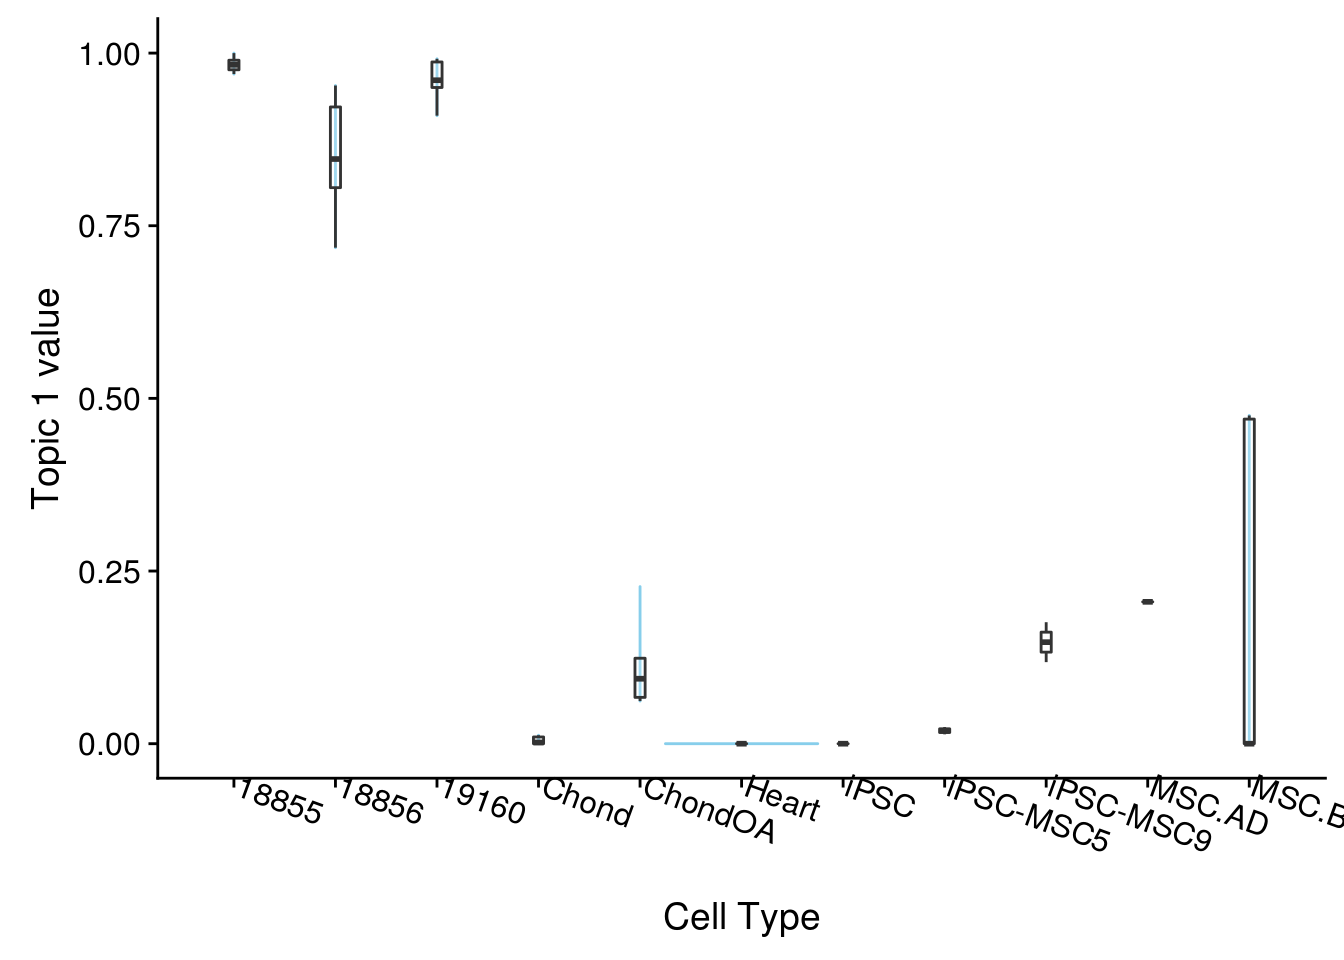 1.00
0.75
0.50
0.25
0.00
Topic 1 value
18855
18856
19160
Chond
ChondOA
Heart
iPSC
iPSC-MSC5
iPSC-MSC9
MSC.AD
MSC.B
Cell Type